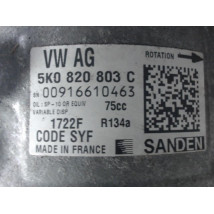 VW AG
ROTATION
5K0 820 803 C
S/N 00916610463
OIL : SP-10 OR EQUIV 75cc
VARIABLE DISP
1722F R134a
CODE SYF
MADE IN FRANCE SANDEN